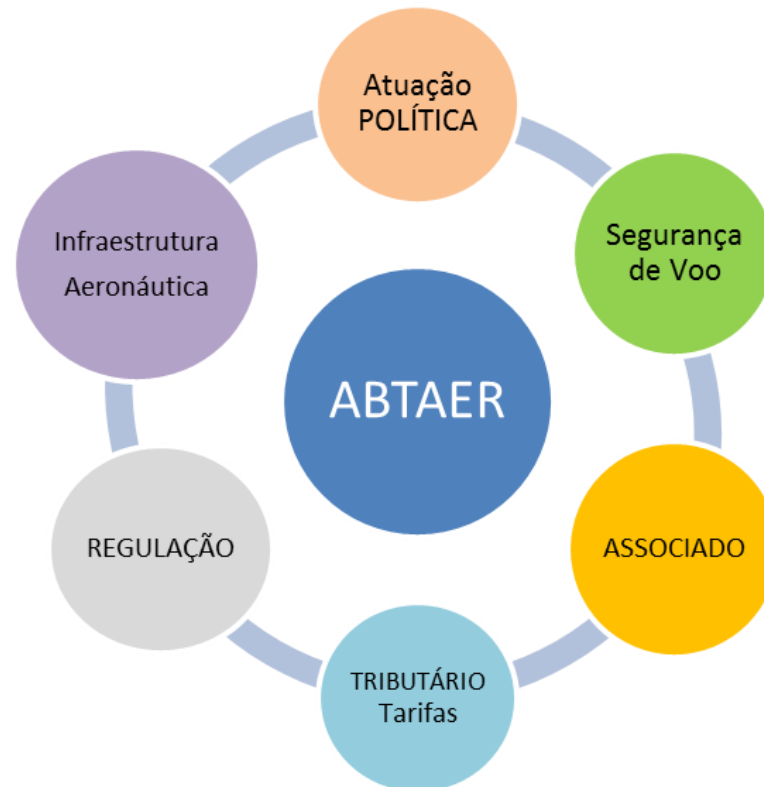 Atuação
POLÍTICA
Segurança
de Voo
Infraestrutura
Aeronáutica
ABTAER
REGULAÇÃO
ASSOCIADO
TRIBUTÁRIO
Tarifas